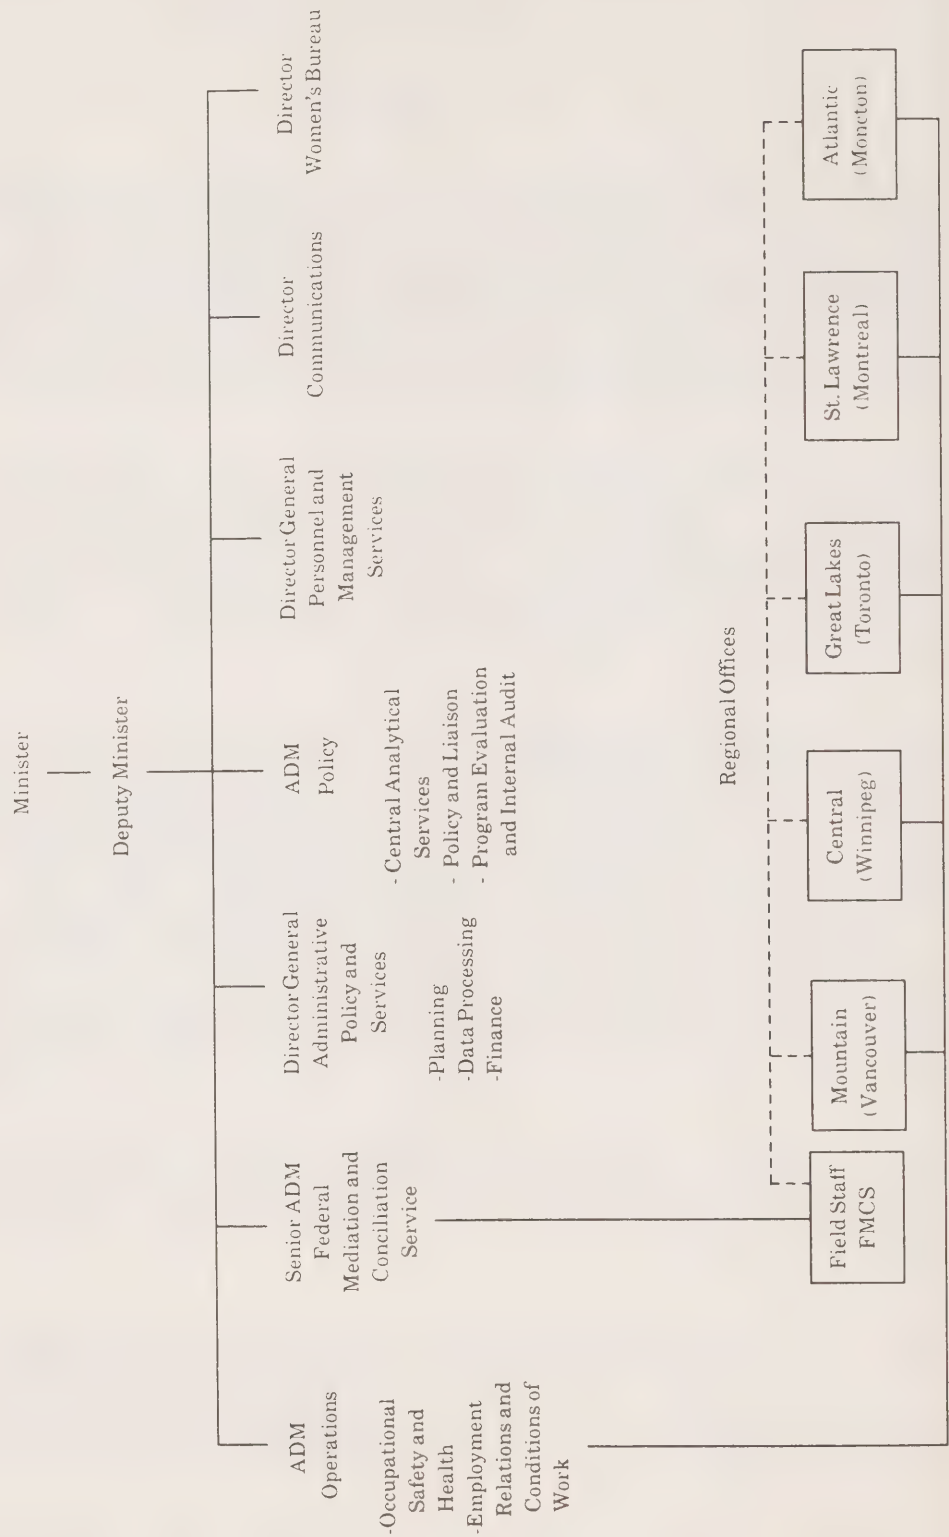 Minister
Deputy Minister
ADM
Operations
-Occupational
Safety and
Health
-Employment
Relations and
Conditions of
Work
Senior ADM
Federal
Mediation and
Conciliation
Service
Director General
Administrative
Policy and
Services
-Planning
-Data Processing
-Finance
ADM
Policy
- Central Analytical
Services
- Policy and Liaison
- Program Evaluation
and Internal Audit
Director General
Personnel and
Management
Services
Director
Communications
Director
Women's Bureau
Regional Offices
Field Staff
FMCS
Mountain
(Vancouver)
Central
(Winnipeg)
Great Lakes
(Toronto)
St. Lawrence
(Montreal)
Atlantic
(Moncton)